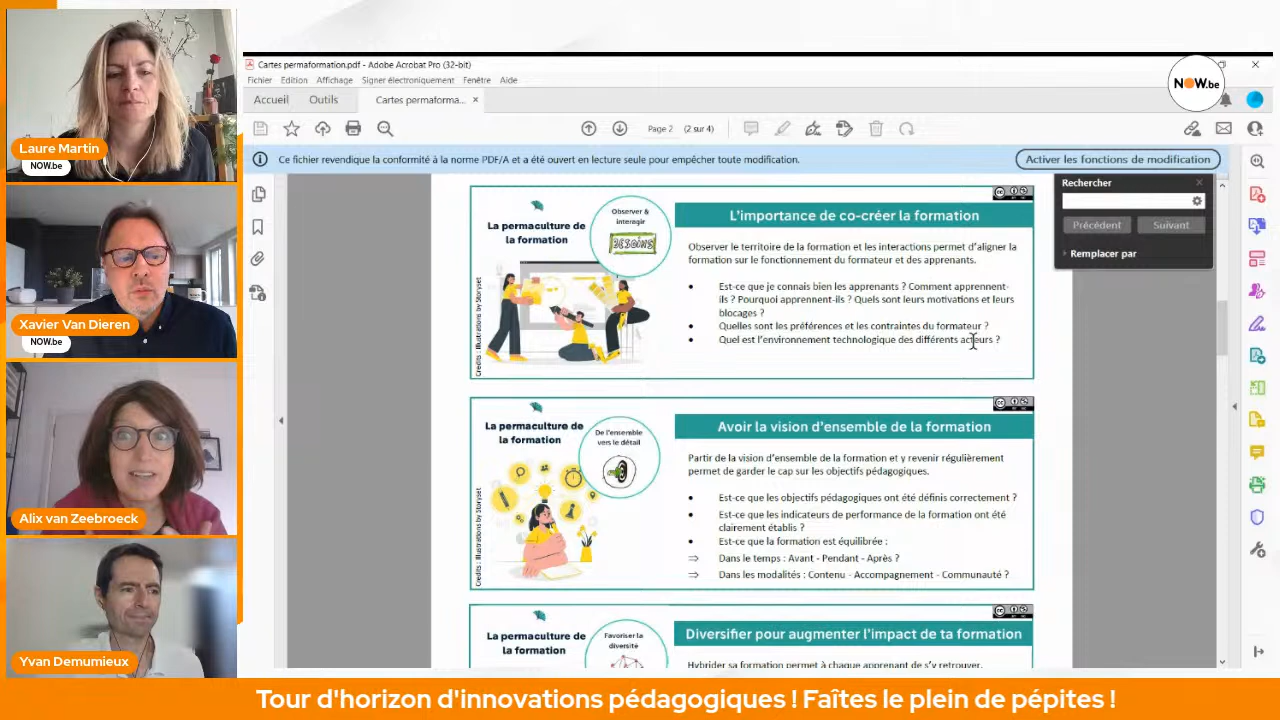 Laure Martin
NOW.be
Xavier Van Dieren
NOW.be
Alix van Zeebroeck
Yvan Demumieux
Cartes permaformation.pdf - Adobe Acrobat Pro (32-bit)
Fichier Edition Affichage Signer électroniquement Fenêtre Aide
NOW.be
Accueil Outils Cartes permaforma... ×
Page 2 (2 sur 4)
Ce fichier revendique la conformité à la norme PDF/A et a été ouvert en lecture seule pour empêcher toute modification.
Activer les fonctions de modification
Rechercher
Précédent Suivant
Remplacer par
La permaculture de
la formation
Observer &
interagir
BESOINS
Crédits : Illustrations by Storyset
L'importance de co-créer la formation
Observer le territoire de la formation et les interactions permet d'aligner la
formation sur le fonctionnement du formateur et des apprenants.
• Est-ce que je connais bien les apprenants ? Comment apprennent-
ils ? Pourquoi apprennent-ils ? Quels sont leurs motivations et leurs
blocages ?
• Quelles sont les préférences et les contraintes du formateur ?
• Quel est l'environnement technologique des différents acteurs ?
La permaculture de
la formation
De l'ensemble
vers le détail
Crédits : Illustrations by Storyset
Avoir la vision d'ensemble de la formation
Partir de la vision d'ensemble de la formation et y revenir régulièrement
permet de garder le cap sur les objectifs pédagogiques.
• Est-ce que les objectifs pédagogiques ont été définis correctement ?
• Est-ce que les indicateurs de performance de la formation ont été
clairement établis ?
• Est-ce que la formation est équilibrée :
⇒ Dans le temps : Avant - Pendant - Après ?
⇒ Dans les modalités : Contenu - Accompagnement - Communauté ?
La permaculture de
la formation
Favoriser la
diversité
Diversifier pour augmenter l'impact de ta formation
Hybrider sa formation permet à chaque apprenant de s'y retrouver.
Tour d'horizon d'innovations pédagogiques ! Faîtes le plein de pépites !